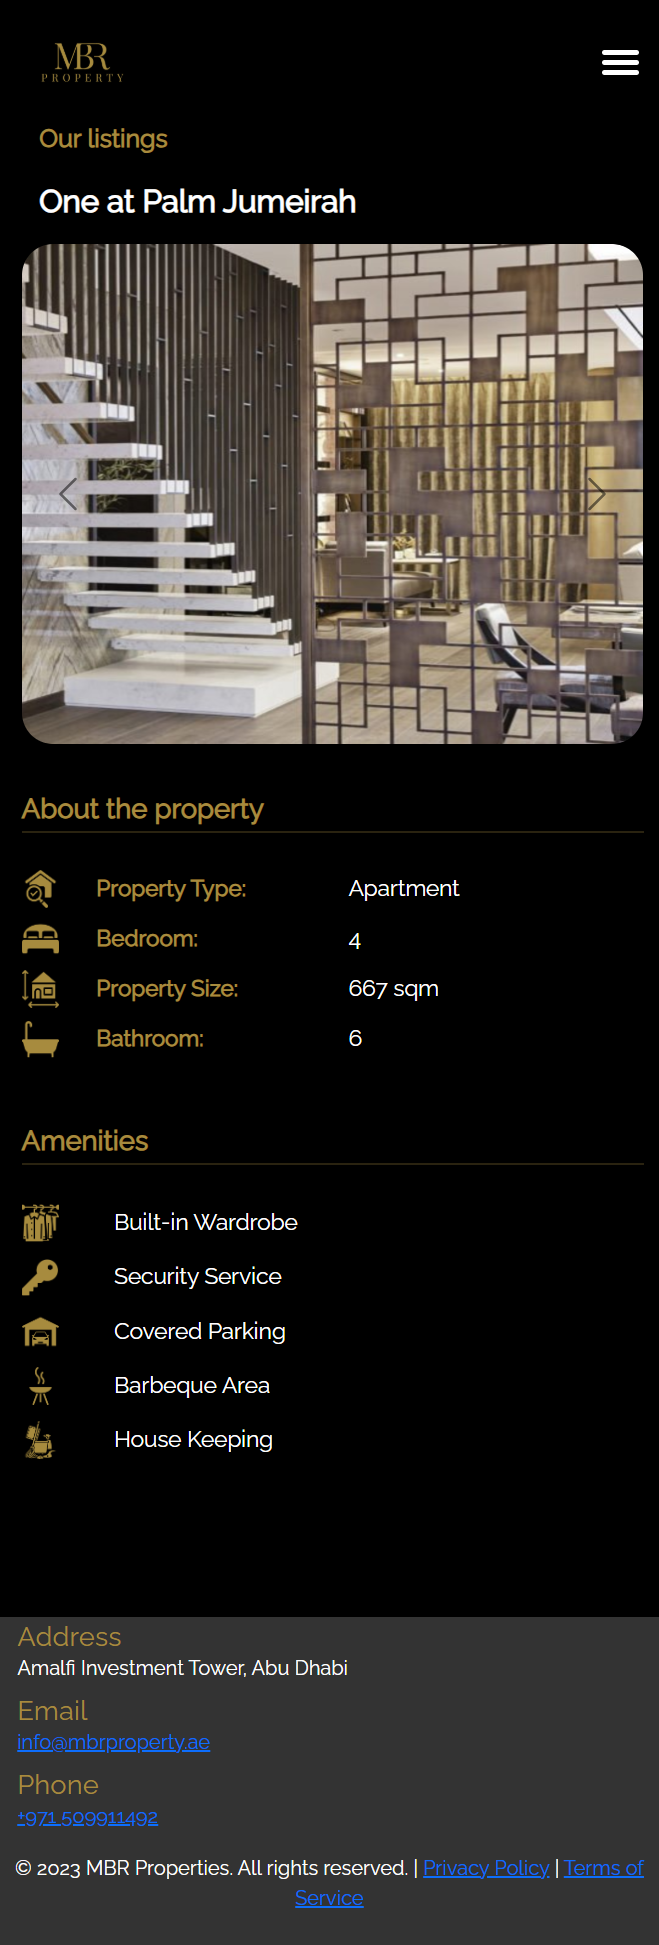 MBR
PROPERTY
Our listings
One at Palm Jumeirah
About the property
Property Type: Apartment
Bedroom: 4
Property Size: 667 sqm
Bathroom: 6
Amenities
Built-in Wardrobe
Security Service
Covered Parking
Barbeque Area
House Keeping
Address
Amalfi Investment Tower, Abu Dhabi
Email
info@mbrproperty.ae
Phone
+971 509911492
© 2023 MBR Properties. All rights reserved. | Privacy Policy | Terms of
Service